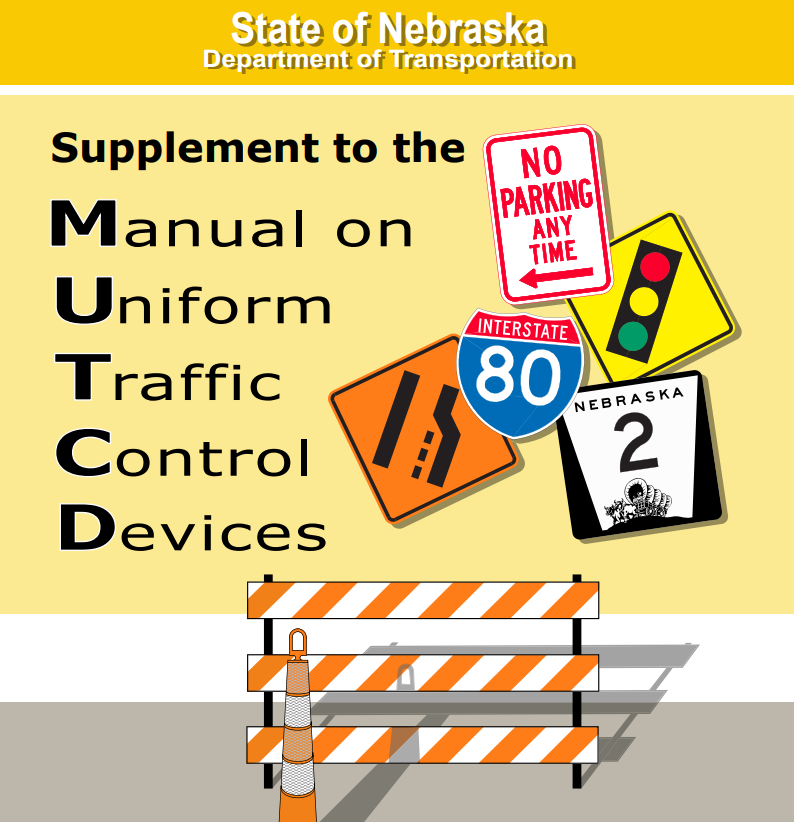 State of Nebraska
Department of Transportation
Supplement to the
Manual on
Uniform
Traffic
Control
Devices
NO
PARKING
ANY
TIME
INTERSTATE
80
NEBRASKA
2